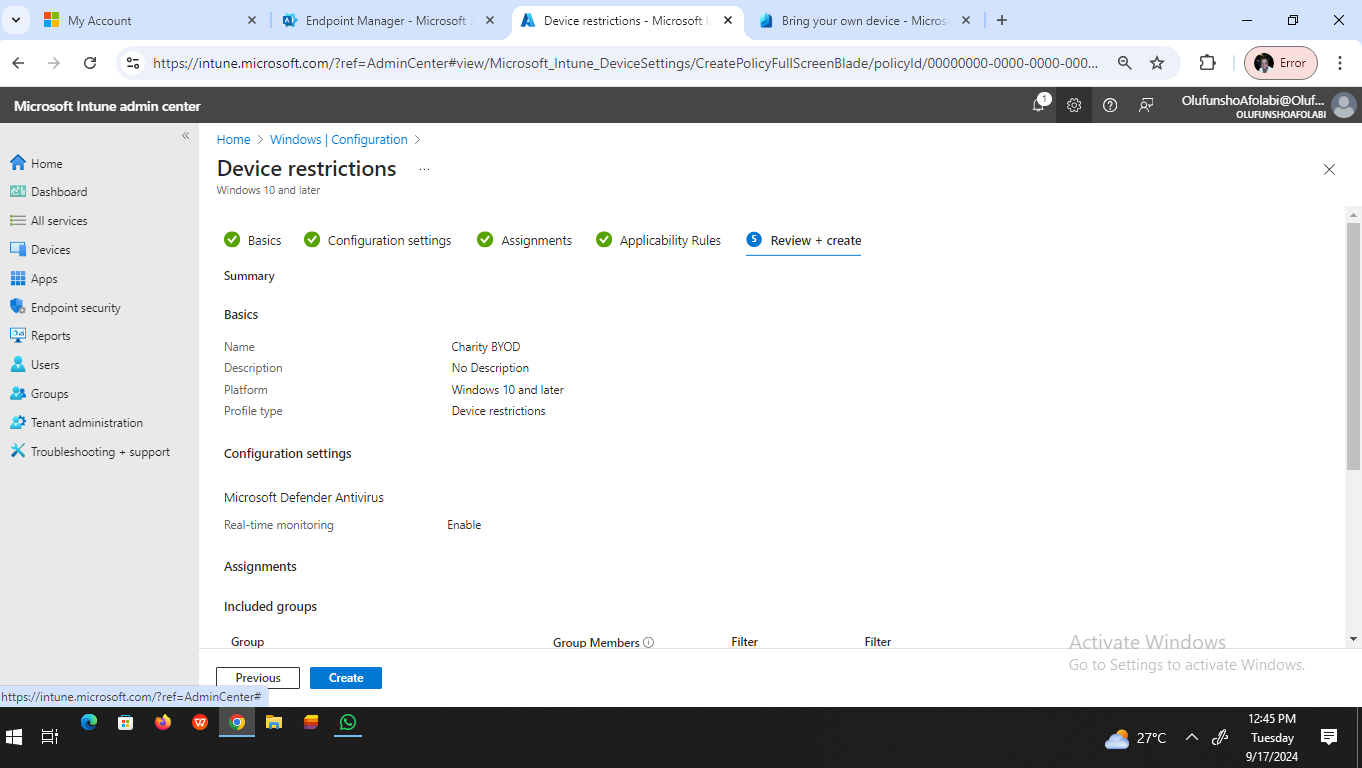 My Account
Endpoint Manager - Microsoft
Device restrictions - Microsoft I
Bring your own device - Micros
https://intune.microsoft.com/?ref=AdminCenter#view/Microsoft_Intune_DeviceSettings/CreatePolicyFullScreenBlade/policyId/00000000-0000-0000-000...
Error
Microsoft Intune admin center
1
OlufunshoAfolabi@Oluf...
OLUFUNSHOAFOLABI
«
Home
Dashboard
All services
Devices
Apps
Endpoint security
Reports
Users
Groups
Tenant administration
Troubleshooting + support
Home > Windows | Configuration >
Device restrictions ...
Windows 10 and later
Basics
Configuration settings
Assignments
Applicability Rules
5 Review + create
Summary
Basics
Name Charity BYOD
Description No Description
Platform Windows 10 and later
Profile type Device restrictions
Configuration settings
Microsoft Defender Antivirus
Real-time monitoring Enable
Assignments
Included groups
Group Group Members Filter Filter
Activate Windows
Go to Settings to activate Windows.
Previous Create
https://intune.microsoft.com/?ref=AdminCenter#
27°C
12:45 PM
Tuesday
9/17/2024